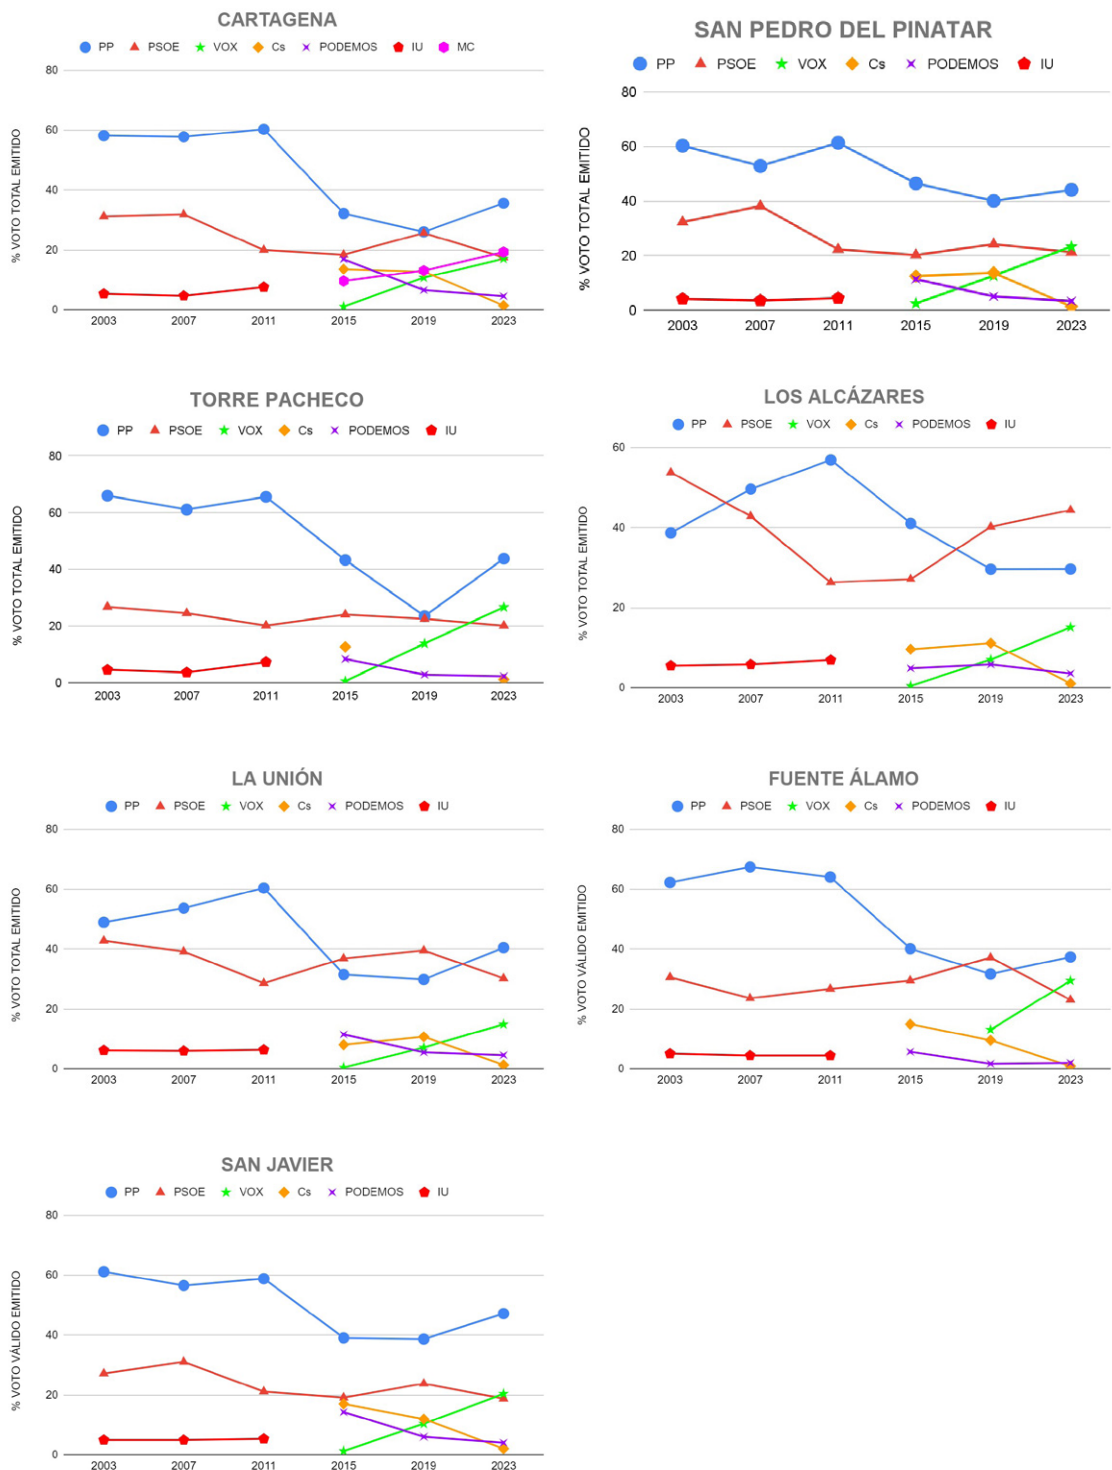 CARTAGENA
PP PSOE VOX Cs PODEMOS IU MC
% VOTO TOTAL EMITIDO
80
60
40
20
0
2003 2007 2011 2015 2019 2023
SAN PEDRO DEL PINATAR
PP PSOE VOX Cs PODEMOS IU
% VOTO TOTAL EMITIDO
80
60
40
20
0
2003 2007 2011 2015 2019 2023
TORRE PACHECO
PP PSOE VOX Cs PODEMOS IU
% VOTO TOTAL EMITIDO
80
60
40
20
0
2003 2007 2011 2015 2019 2023
LOS ALCÁZARES
PP PSOE VOX Cs PODEMOS IU
% VOTO TOTAL EMITIDO
60
40
20
0
2003 2007 2011 2015 2019 2023
LA UNIÓN
PP PSOE VOX Cs PODEMOS IU
% VOTO TOTAL EMITIDO
80
60
40
20
0
2003 2007 2011 2015 2019 2023
FUENTE ÁLAMO
PP PSOE VOX Cs PODEMOS IU
% VOTO VÁLIDO EMITIDO
80
60
40
20
0
2003 2007 2011 2015 2019 2023
SAN JAVIER
PP PSOE VOX Cs PODEMOS IU
% VOTO VÁLIDO EMITIDO
80
60
40
20
0
2003 2007 2011 2015 2019 2023